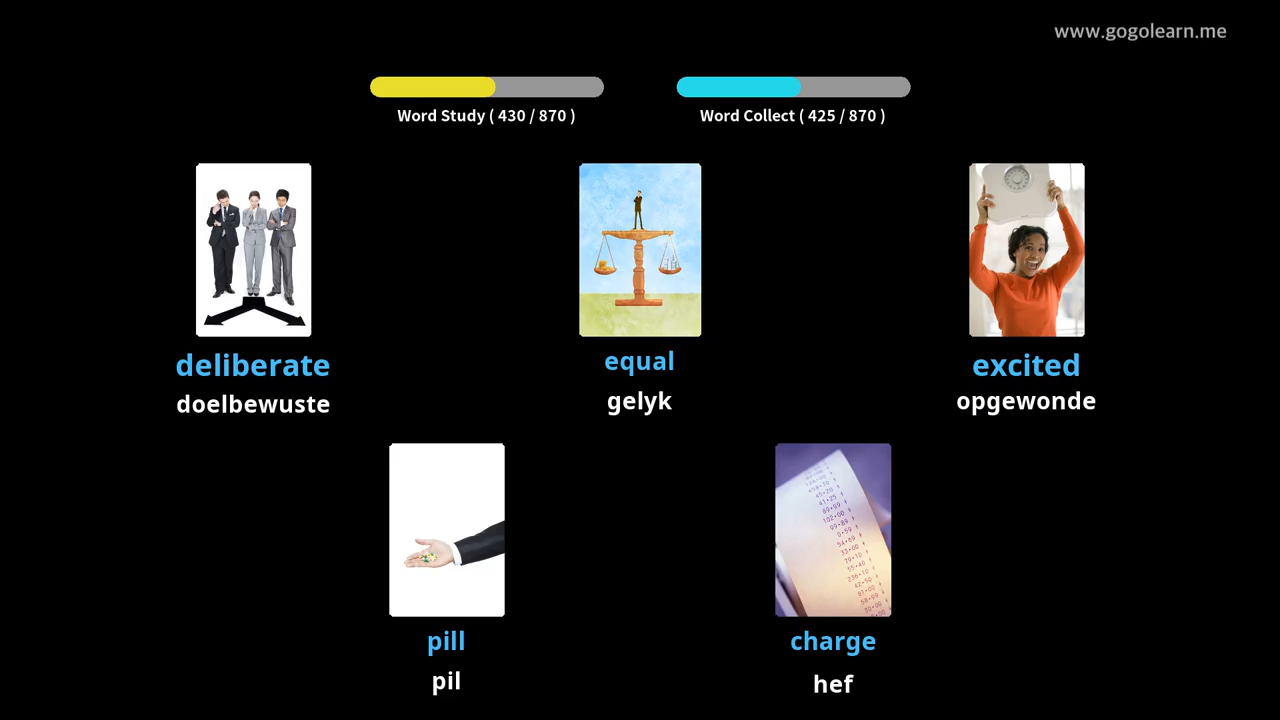 www.gogolearn.me
Word Study ( 430 / 870 )
Word Collect ( 425 / 870 )
deliberate
doelbewuste
equal
gelyk
excited
opgewonde
pill
pil
charge
hef